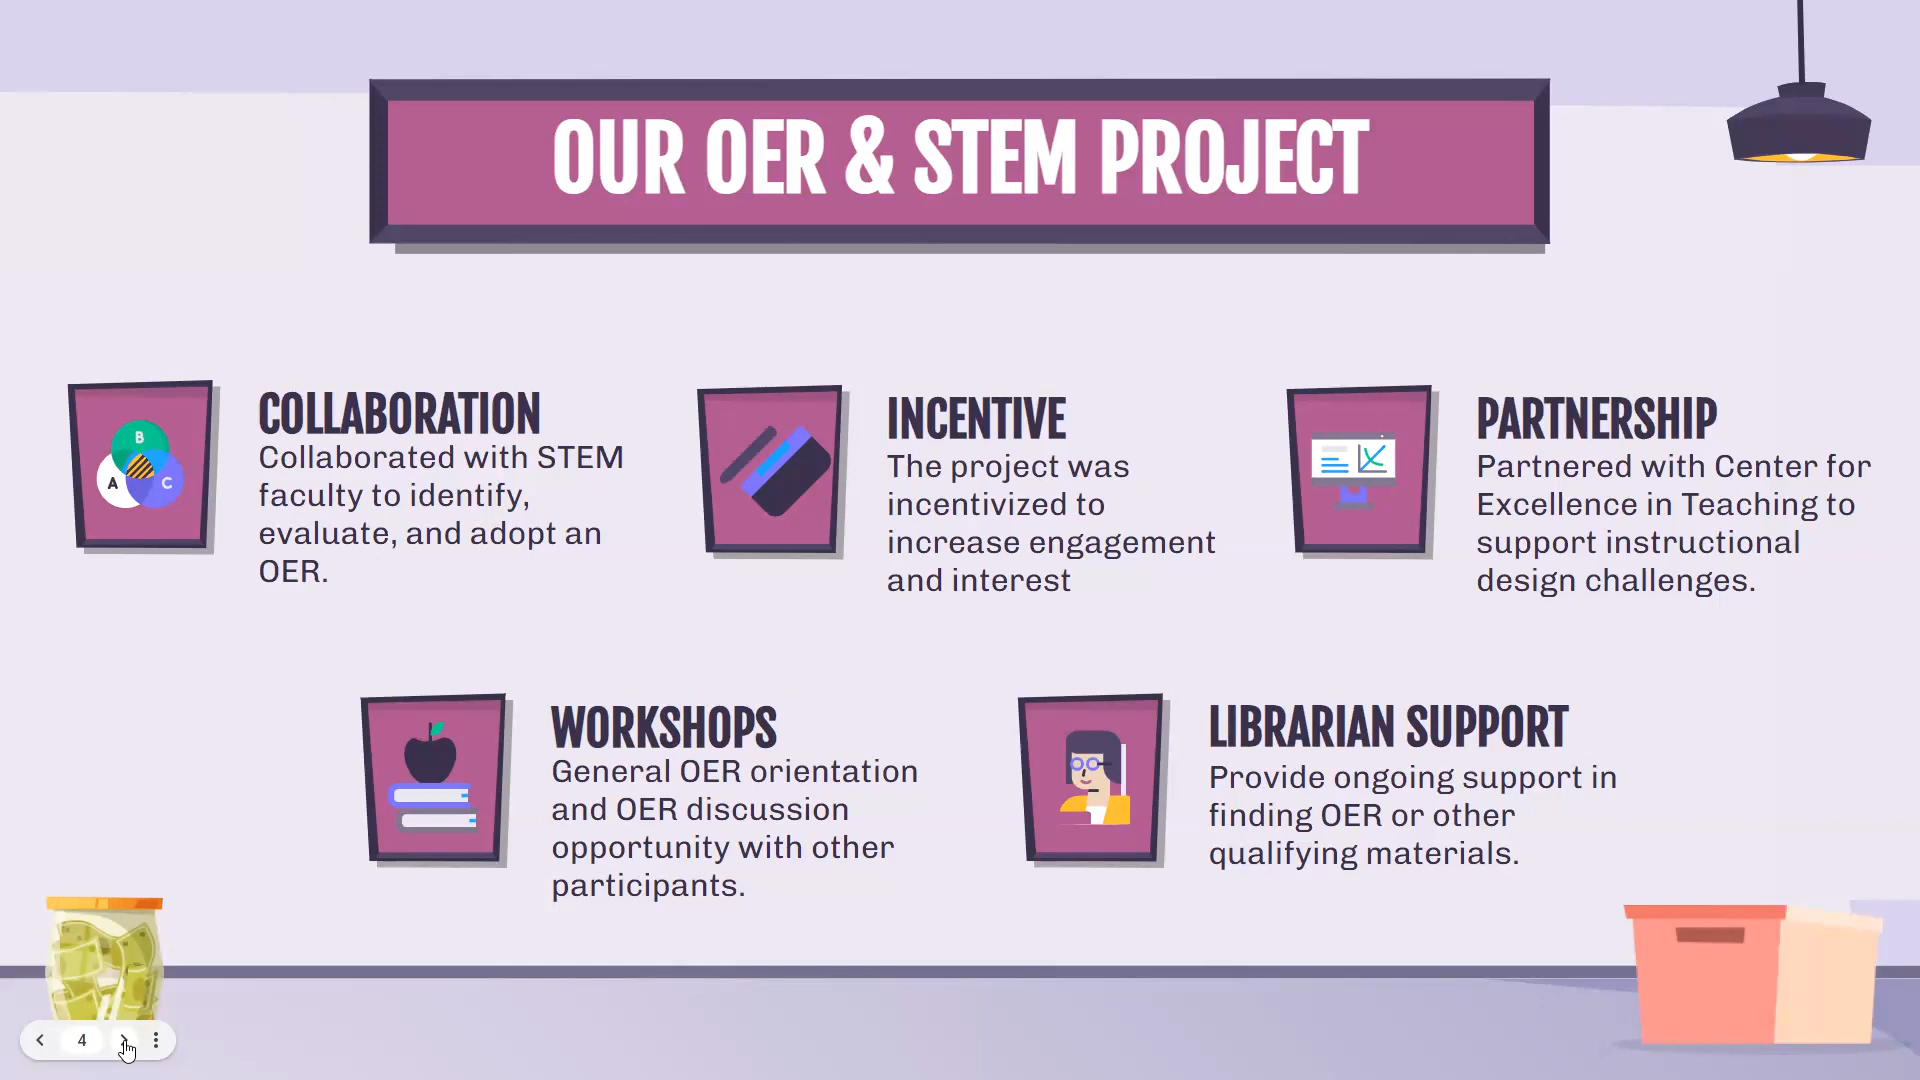 OUR OER & STEM PROJECT
B
A
C
COLLABORATION
Collaborated with STEM
faculty to identify,
evaluate, and adopt an
OER.
INCENTIVE
The project was
incentivized to
increase engagement
and interest
PARTNERSHIP
Partnered with Center for
Excellence in Teaching to
support instructional
design challenges.
WORKSHOPS
General OER orientation
and OER discussion
opportunity with other
participants.
LIBRARIAN SUPPORT
Provide ongoing support in
finding OER or other
qualifying materials.
4